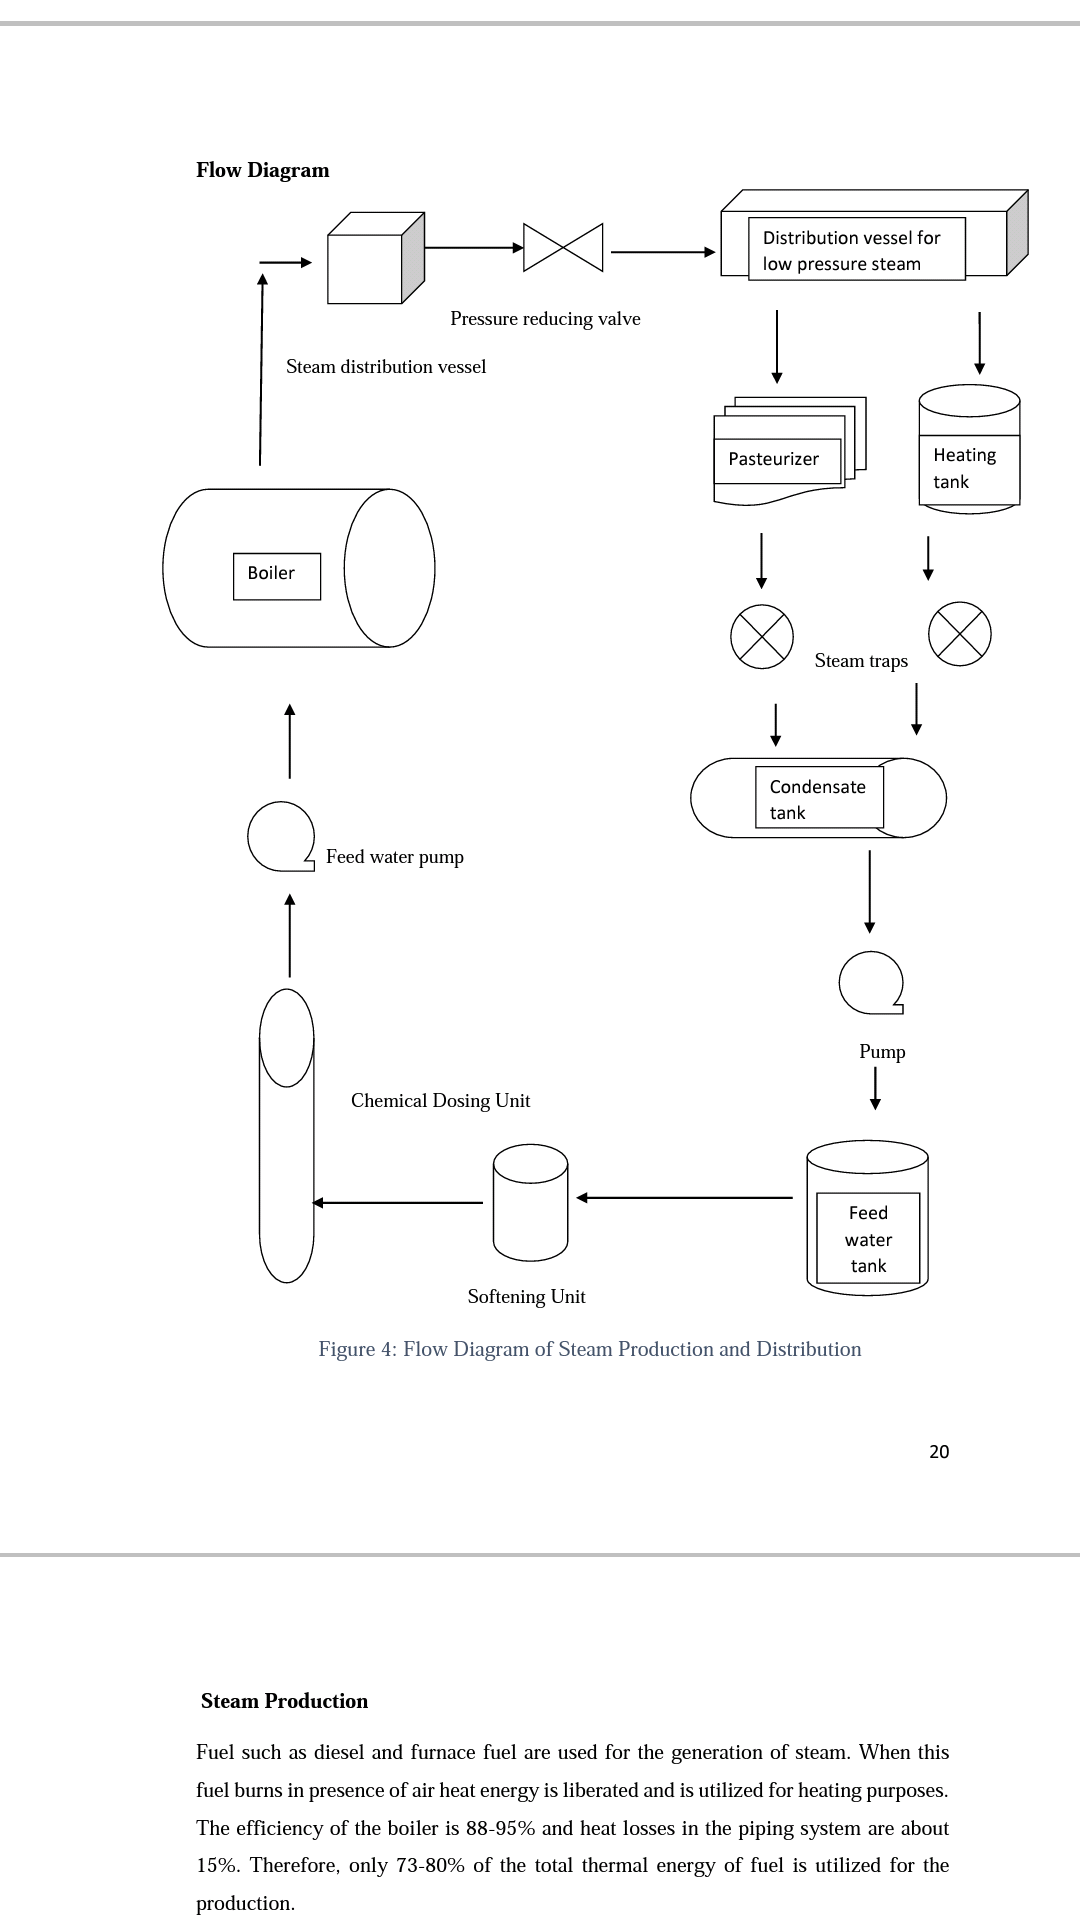 Flow Diagram
Distribution vessel for
low pressure steam
Pressure reducing valve
Steam distribution vessel
Pasteurizer
Heating
tank
Boiler
Steam traps
Condensate
tank
Feed water pump
Pump
Chemical Dosing Unit
Feed
water
tank
Softening Unit
Figure 4: Flow Diagram of Steam Production and Distribution
20
Steam Production
Fuel such as diesel and furnace fuel are used for the generation of steam. When this
fuel burns in presence of air heat energy is liberated and is utilized for heating purposes.
The efficiency of the boiler is 88-95% and heat losses in the piping system are about
15%. Therefore, only 73-80% of the total thermal energy of fuel is utilized for the
production.